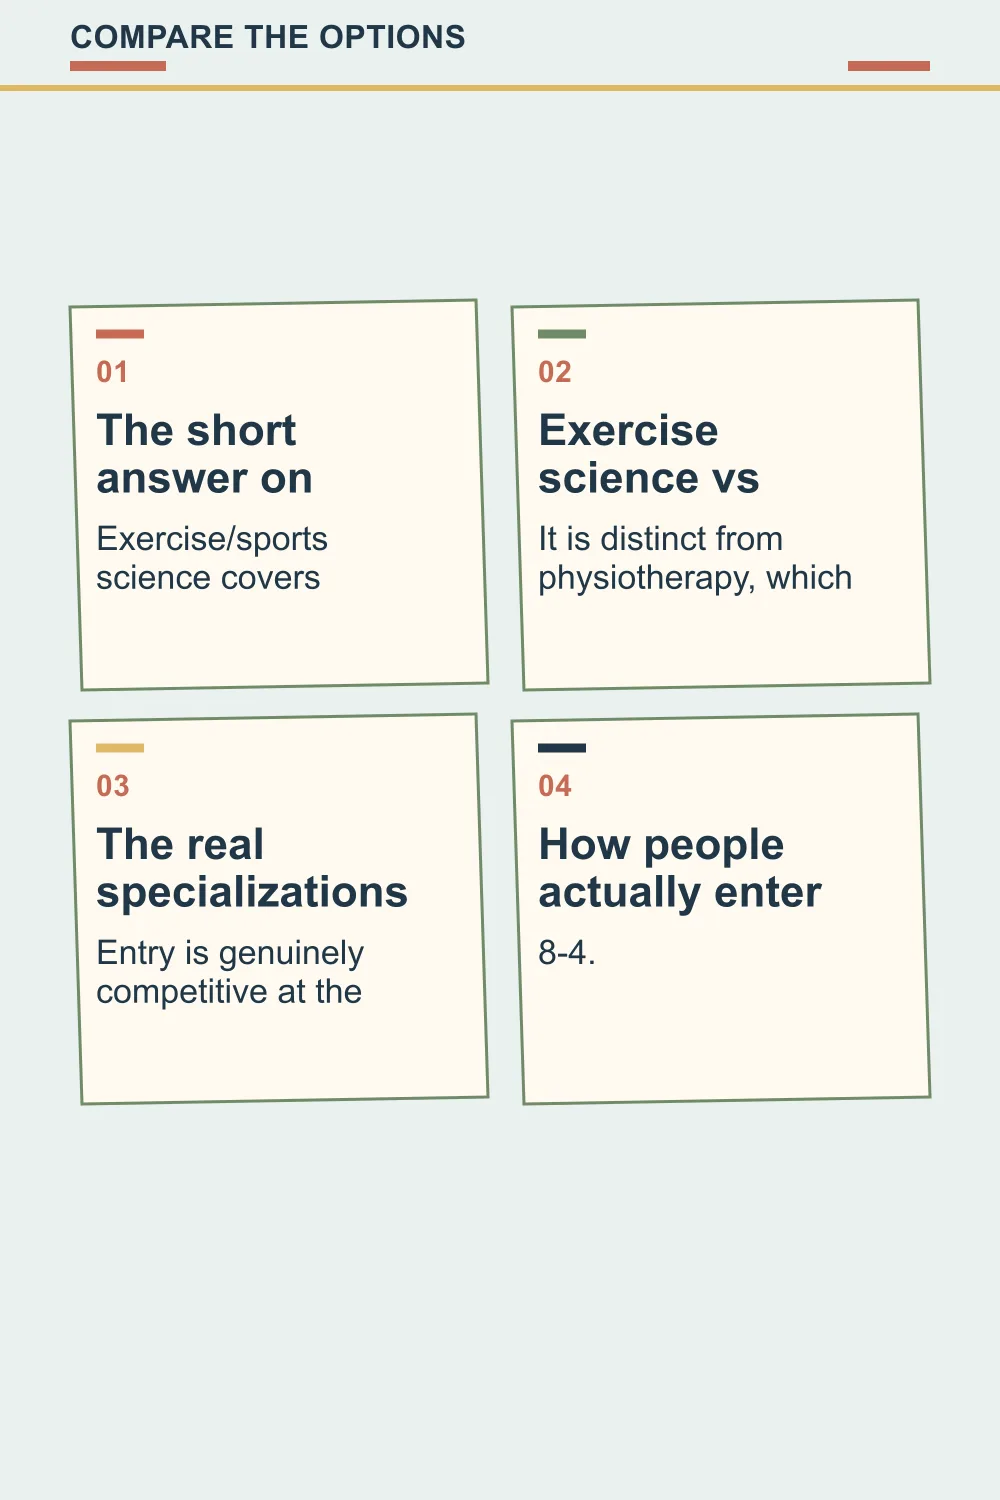 COMPARE THE OPTIONS
01
The short
answer on
Exercise/sports
science covers
02
Exercise
science vs
It is distinct from
physiotherapy, which
03
The real
specializations
Entry is genuinely
competitive at the
04
How people
actually enter
8-4.